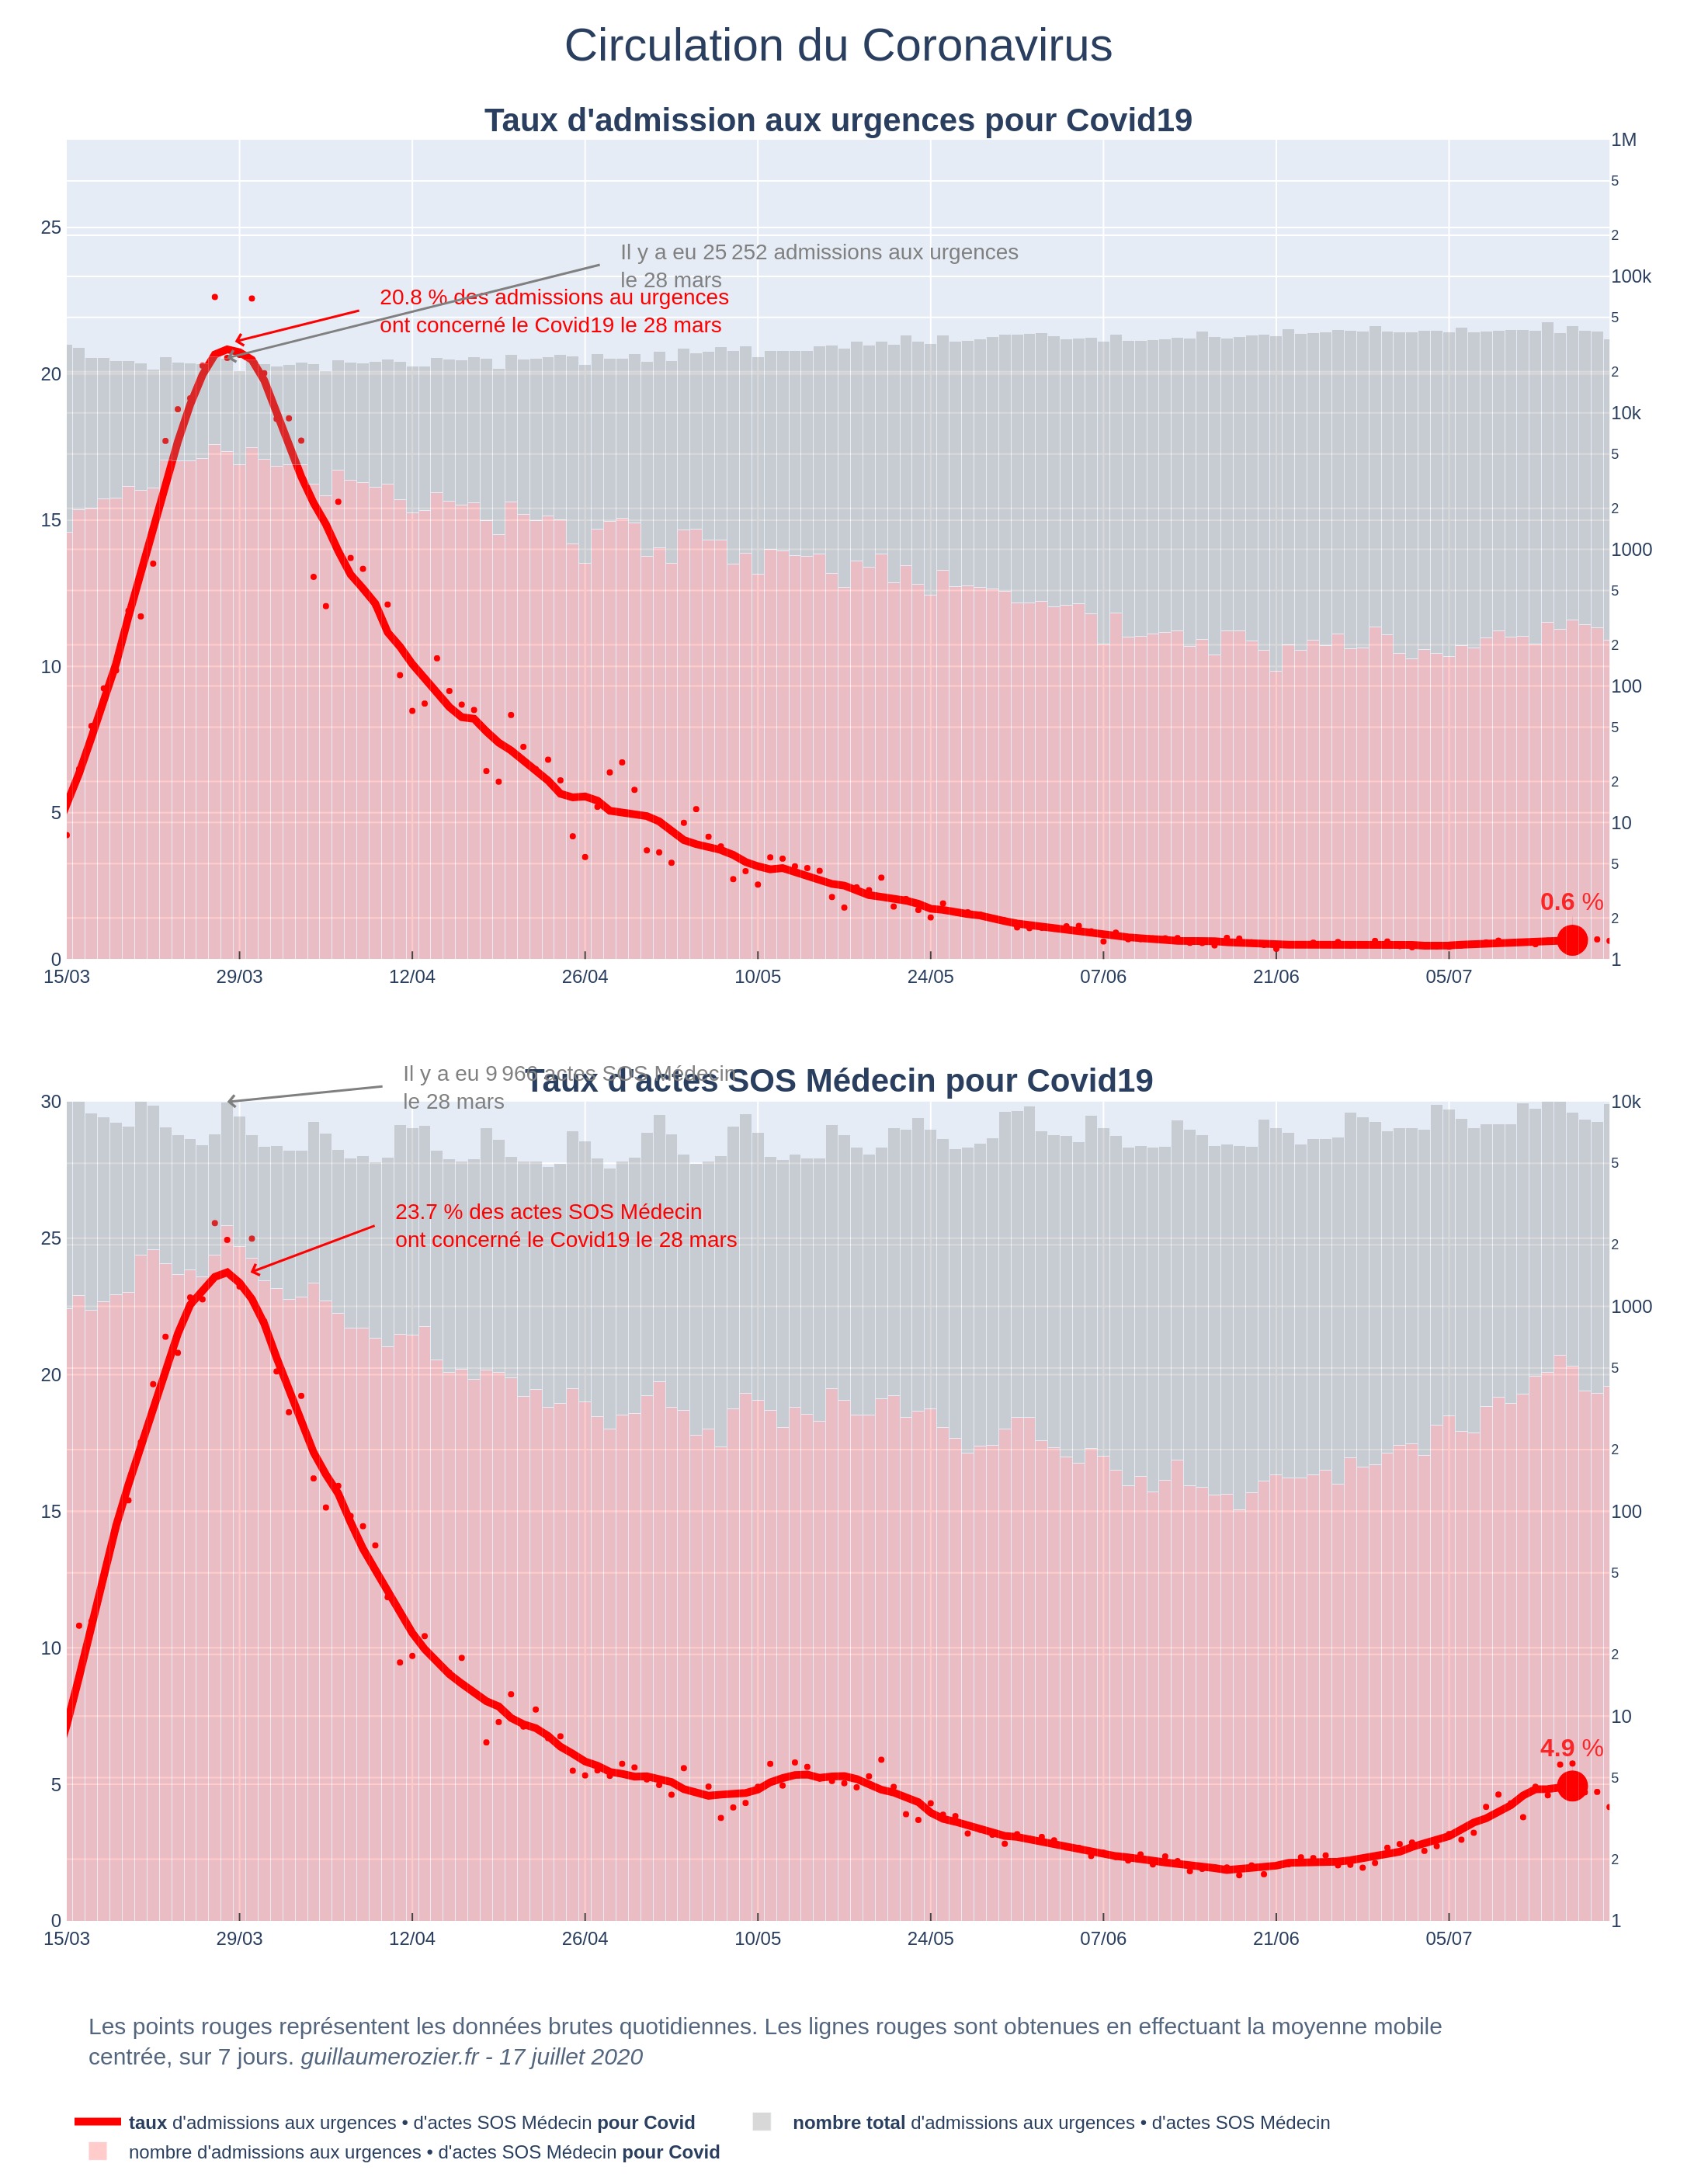 Circulation du Coronavirus
Taux d'admission aux urgences pour Covid19
1M
5
25
2
Il y a eu 25 252 admissions aux urgences
le 28 mars
100k
20.8 % des admissions au urgences
ont concerné le Covid19 le 28 mars
5
20
2
10k
5
15
2
1000
5
10
2
100
5
2
5
10
5
0.6 %
2
0
1
15/03 29/03 12/04 26/04 10/05 24/05 07/06 21/06 05/07
Il y a eu 9 966 actes SOS Médecin
le 28 mars
Taux d'actes SOS Médecin pour Covid19
30
10k
5
23.7 % des actes SOS Médecin
ont concerné le Covid19 le 28 mars
25
2
1000
20
5
2
15
100
5
10
2
10
4.9 %
5
5
2
0
1
15/03 29/03 12/04 26/04 10/05 24/05 07/06 21/06 05/07
Les points rouges représentent les données brutes quotidiennes. Les lignes rouges sont obtenues en effectuant la moyenne mobile
centrée, sur 7 jours. guillaumerozier.fr - 17 juillet 2020
taux d'admissions aux urgences • d'actes SOS Médecin pour Covid
nombre total d'admissions aux urgences • d'actes SOS Médecin
nombre d'admissions aux urgences • d'actes SOS Médecin pour Covid